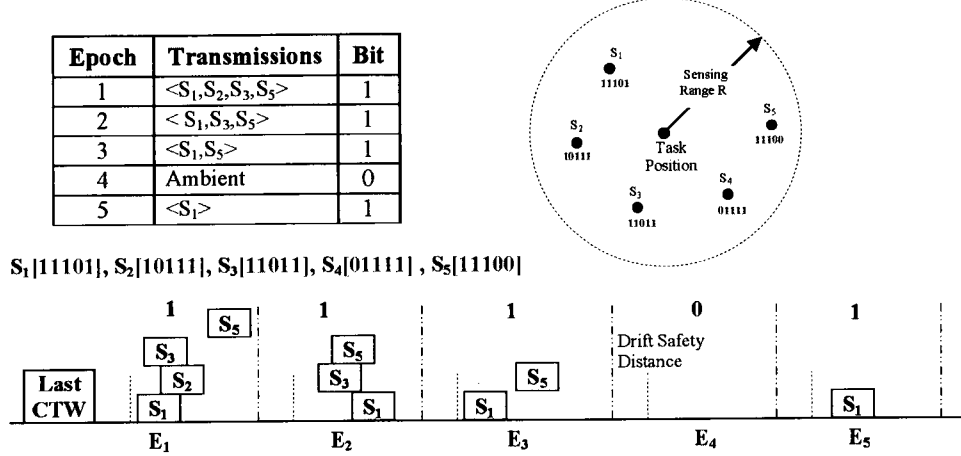 Epoch Transmissions Bit
1 <S1,S2,S3,S5> 1
2 < S1,S3,S5> 1
3 <S1,S5> 1
4 Ambient 0
5 <S1> 1
S1
11101
Sensing
Range R
S5
11100
S2
10111
Task
Position
S4
01111
S3
11011
S1[11101], S2[10111], S3[11011], S4[01111] , S5[11100]
1 1 1 0 1
S5
S3
S2
S1
S5
S3
S1
S5
S1
Drift Safety
Distance
S1
Last
CTW
E1 E2 E3 E4 E5